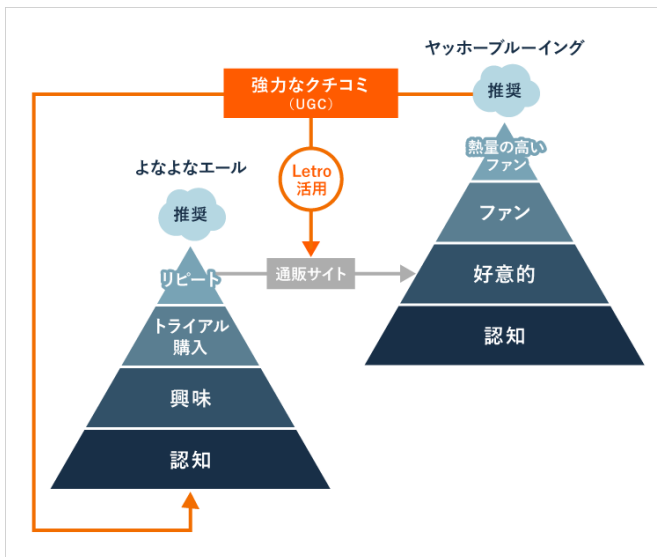 ヤッホーブルーイング
強力なクチコミ
（UGC）
推奨
熱量の高い
ファン
Letro
活用
よなよなエール
推奨
ファン
リピート
通販サイト
好意的
トライアル
購入
認知
興味
認知